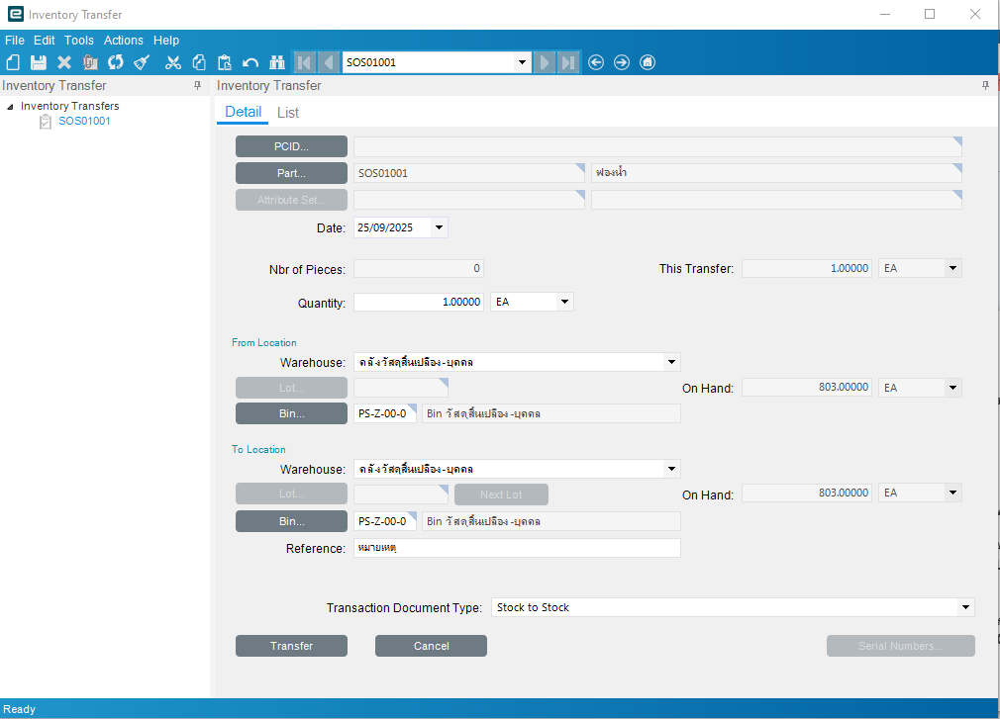 Inventory Transfer
File Edit Tools Actions Help
SOS01001
Inventory Transfer
Inventory Transfers
SOS01001
Inventory Transfer
Detail List
PCID...
Part... SOS01001 ฟองน้ำ
Attribute Set...
Date: 25/09/2025
Nbr of Pieces: 0 This Transfer: 1.00000 EA
Quantity: 1.00000 EA
From Location
Warehouse: คลังวัสดุสิ้นเปลือง-บุคคล
Lot... On Hand: 803.00000 EA
Bin... PS-Z-00-0 Bin วัสดุสิ้นเปลือง-บุคคล
To Location
Warehouse: คลังวัสดุสิ้นเปลือง-บุคคล
Lot... Next Lot On Hand: 803.00000 EA
Bin... PS-Z-00-0 Bin วัสดุสิ้นเปลือง-บุคคล
Reference: หมายเหตุ
Transaction Document Type: Stock to Stock
Transfer Cancel Serial Numbers...
Ready